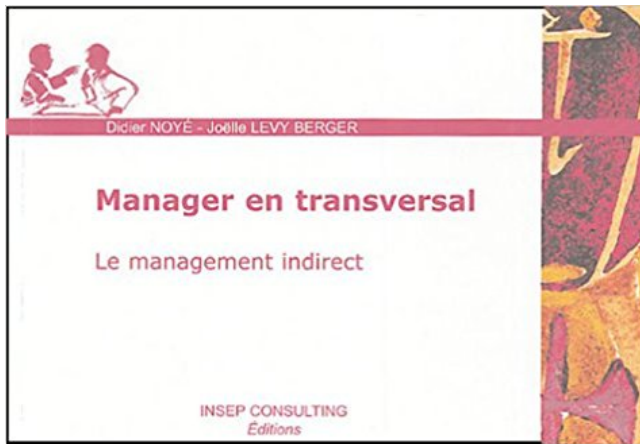 Didier NOYÉ - Joëlle LEVY BERGER
Manager en transversal
Le management indirect
INSEP CONSULTING
Éditions